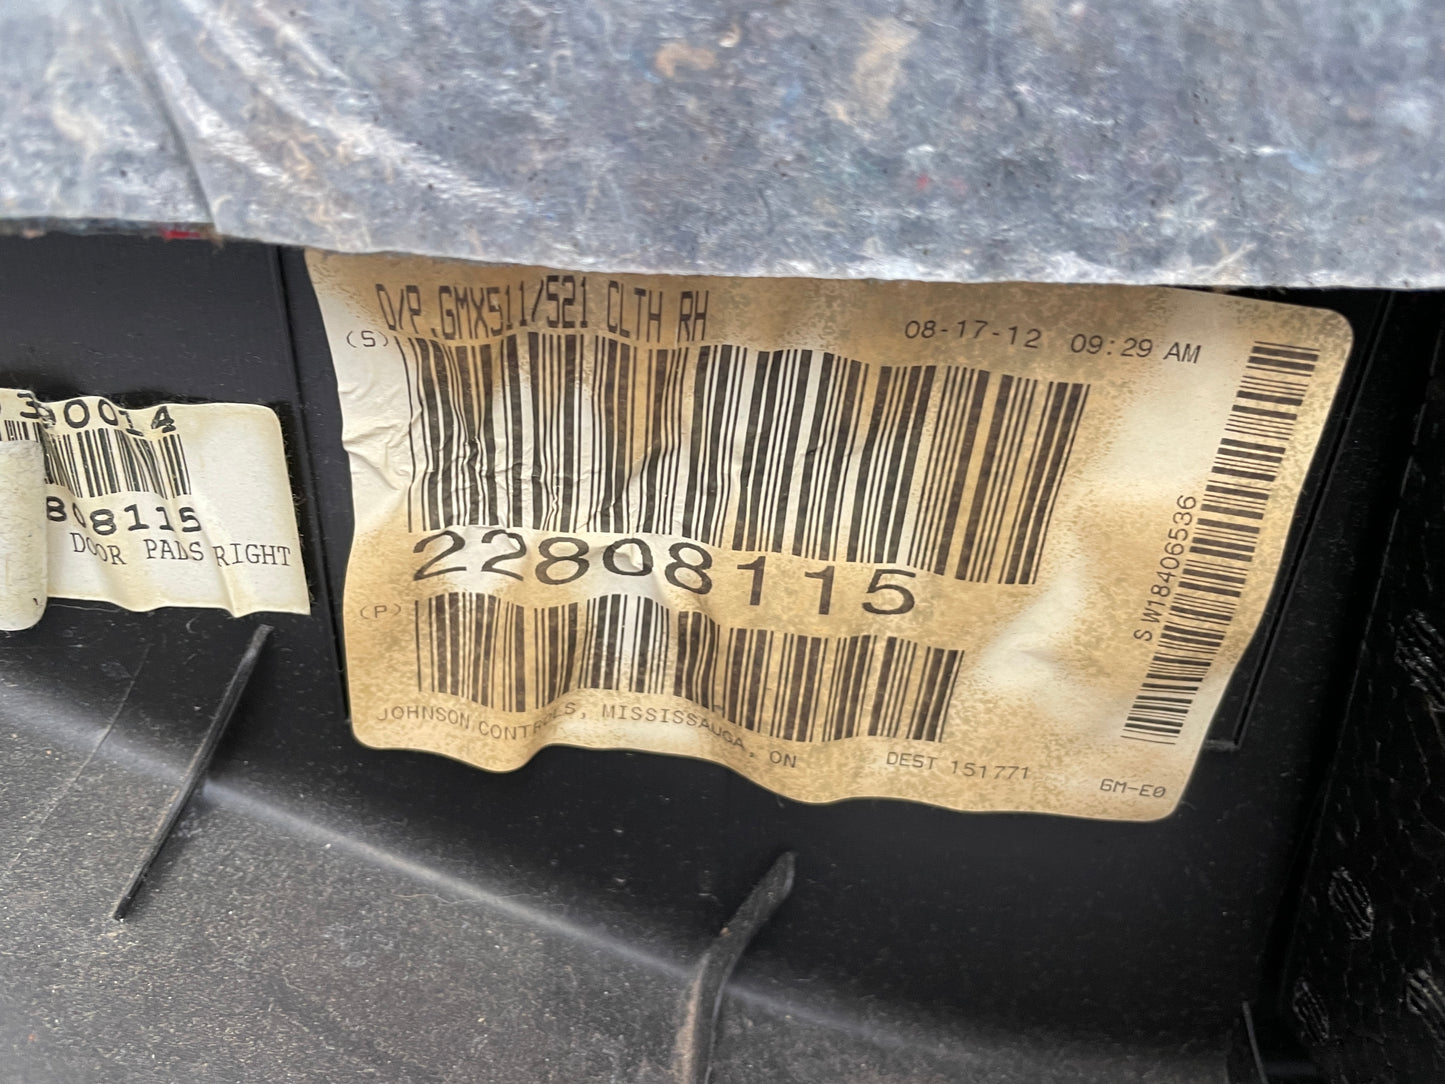 D/P.GMX511/521 CLTH RH
08-17-12 09:29 AM
(S)
22808115
(P)
JOHNSON CONTROLS, MISSISSAUGA, ON
DEST 151771
GM-E0
S W18406536
90014
808115
DOOR PADS RIGHT